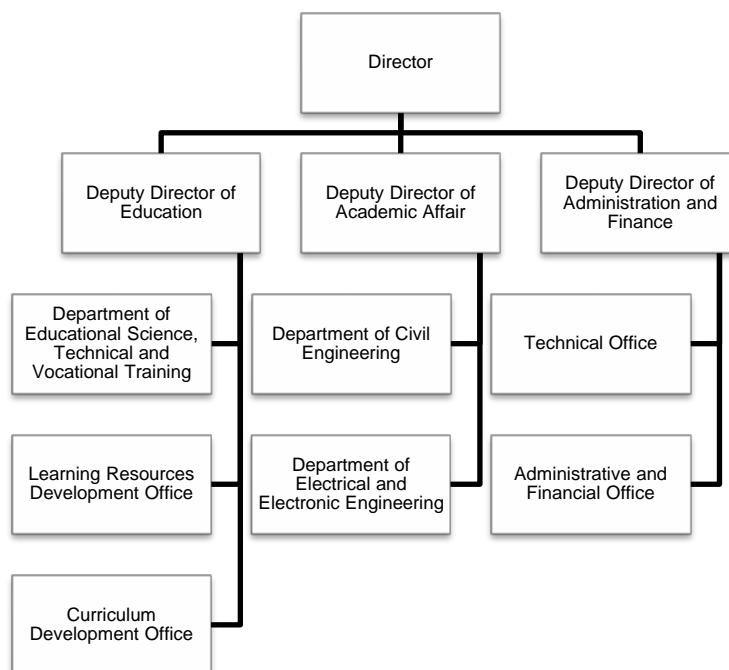 Director
Deputy Director of
Education
Deputy Director of
Academic Affair
Deputy Director of
Administration and
Finance
Department of
Educational Science,
Technical and
Vocational Training
Department of Civil
Engineering
Technical Office
Learning Resources
Development Office
Department of
Electrical and
Electronic Engineering
Administrative and
Financial Office
Curriculum
Development Office